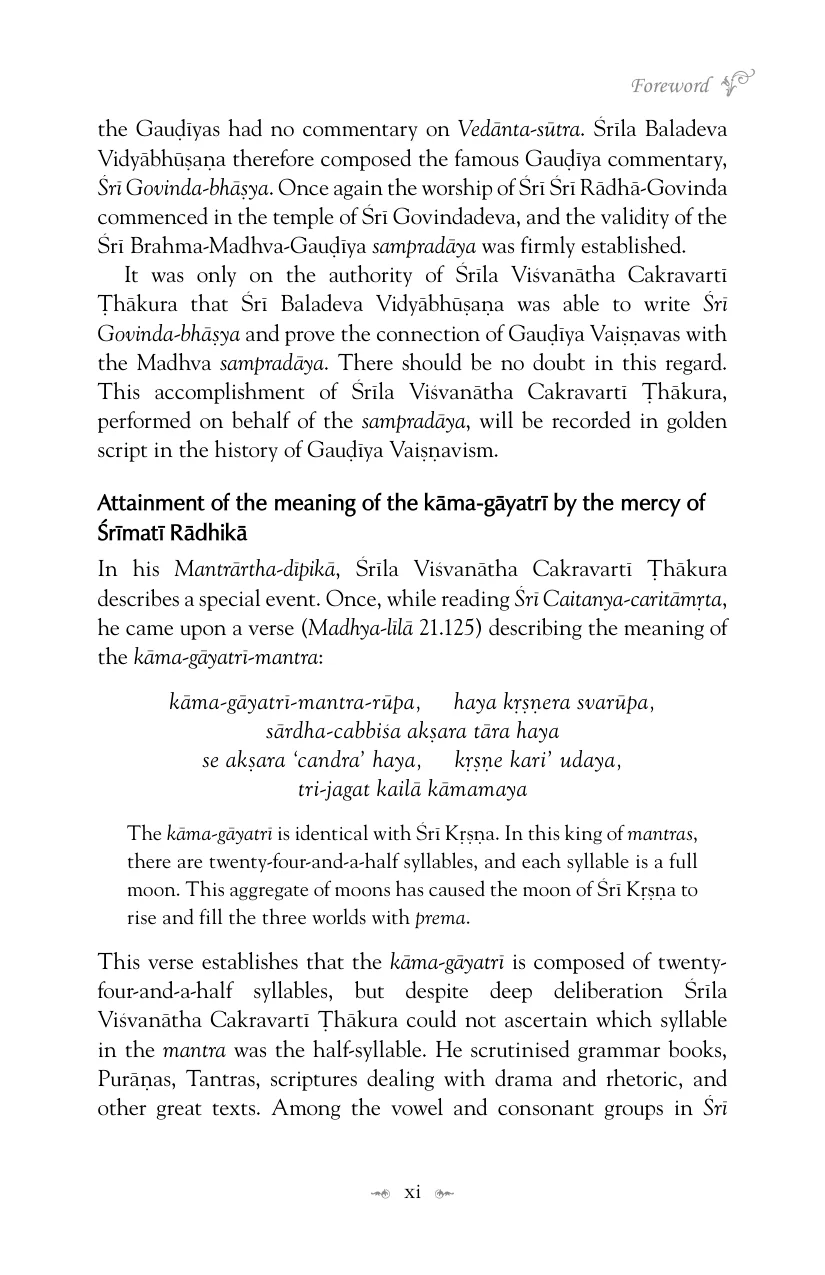 Foreword
the Gauḍīyas had no commentary on Vedānta-sūtra. Śrīla Baladeva
Vidyābhūṣaṇa therefore composed the famous Gauḍīya commentary,
Śrī Govinda-bhāṣya. Once again the worship of Śrī Śrī Rādhā-Govinda
commenced in the temple of Śrī Govindadeva, and the validity of the
Śrī Brahma-Madhva-Gauḍīya sampradāya was firmly established.
It was only on the authority of Śrīla Viśvanātha Cakravartī
Ṭhākura that Śrī Baladeva Vidyābhūṣaṇa was able to write Śrī
Govinda-bhāṣya and prove the connection of Gauḍīya Vaiṣṇavas with
the Madhva sampradāya. There should be no doubt in this regard.
This accomplishment of Śrīla Viśvanātha Cakravartī Ṭhākura,
performed on behalf of the sampradāya, will be recorded in golden
script in the history of Gauḍīya Vaiṣṇavism.
Attainment of the meaning of the kāma-gāyatrī by the mercy of
Śrīmatī Rādhikā
In his Mantrārtha-dīpikā, Śrīla Viśvanātha Cakravartī Ṭhākura
describes a special event. Once, while reading Śrī Caitanya-caritāmṛta,
he came upon a verse (Madhya-līlā 21.125) describing the meaning of
the kāma-gāyatrī-mantra:
kāma-gāyatrī-mantra-rūpa, haya kṛṣṇera svarūpa,
sārdha-cabbiśa akṣara tāra haya
se akṣara ‘candra’ haya, kṛṣṇe kari’ udaya,
tri-jagat kailā kāmamaya
The kāma-gāyatrī is identical with Śrī Kṛṣṇa. In this king of mantras,
there are twenty-four-and-a-half syllables, and each syllable is a full
moon. This aggregate of moons has caused the moon of Śrī Kṛṣṇa to
rise and fill the three worlds with prema.
This verse establishes that the kāma-gāyatrī is composed of twenty-
four-and-a-half syllables, but despite deep deliberation Śrīla
Viśvanātha Cakravartī Ṭhākura could not ascertain which syllable
in the mantra was the half-syllable. He scrutinised grammar books,
Purāṇas, Tantras, scriptures dealing with drama and rhetoric, and
other great texts. Among the vowel and consonant groups in Śrī
xi